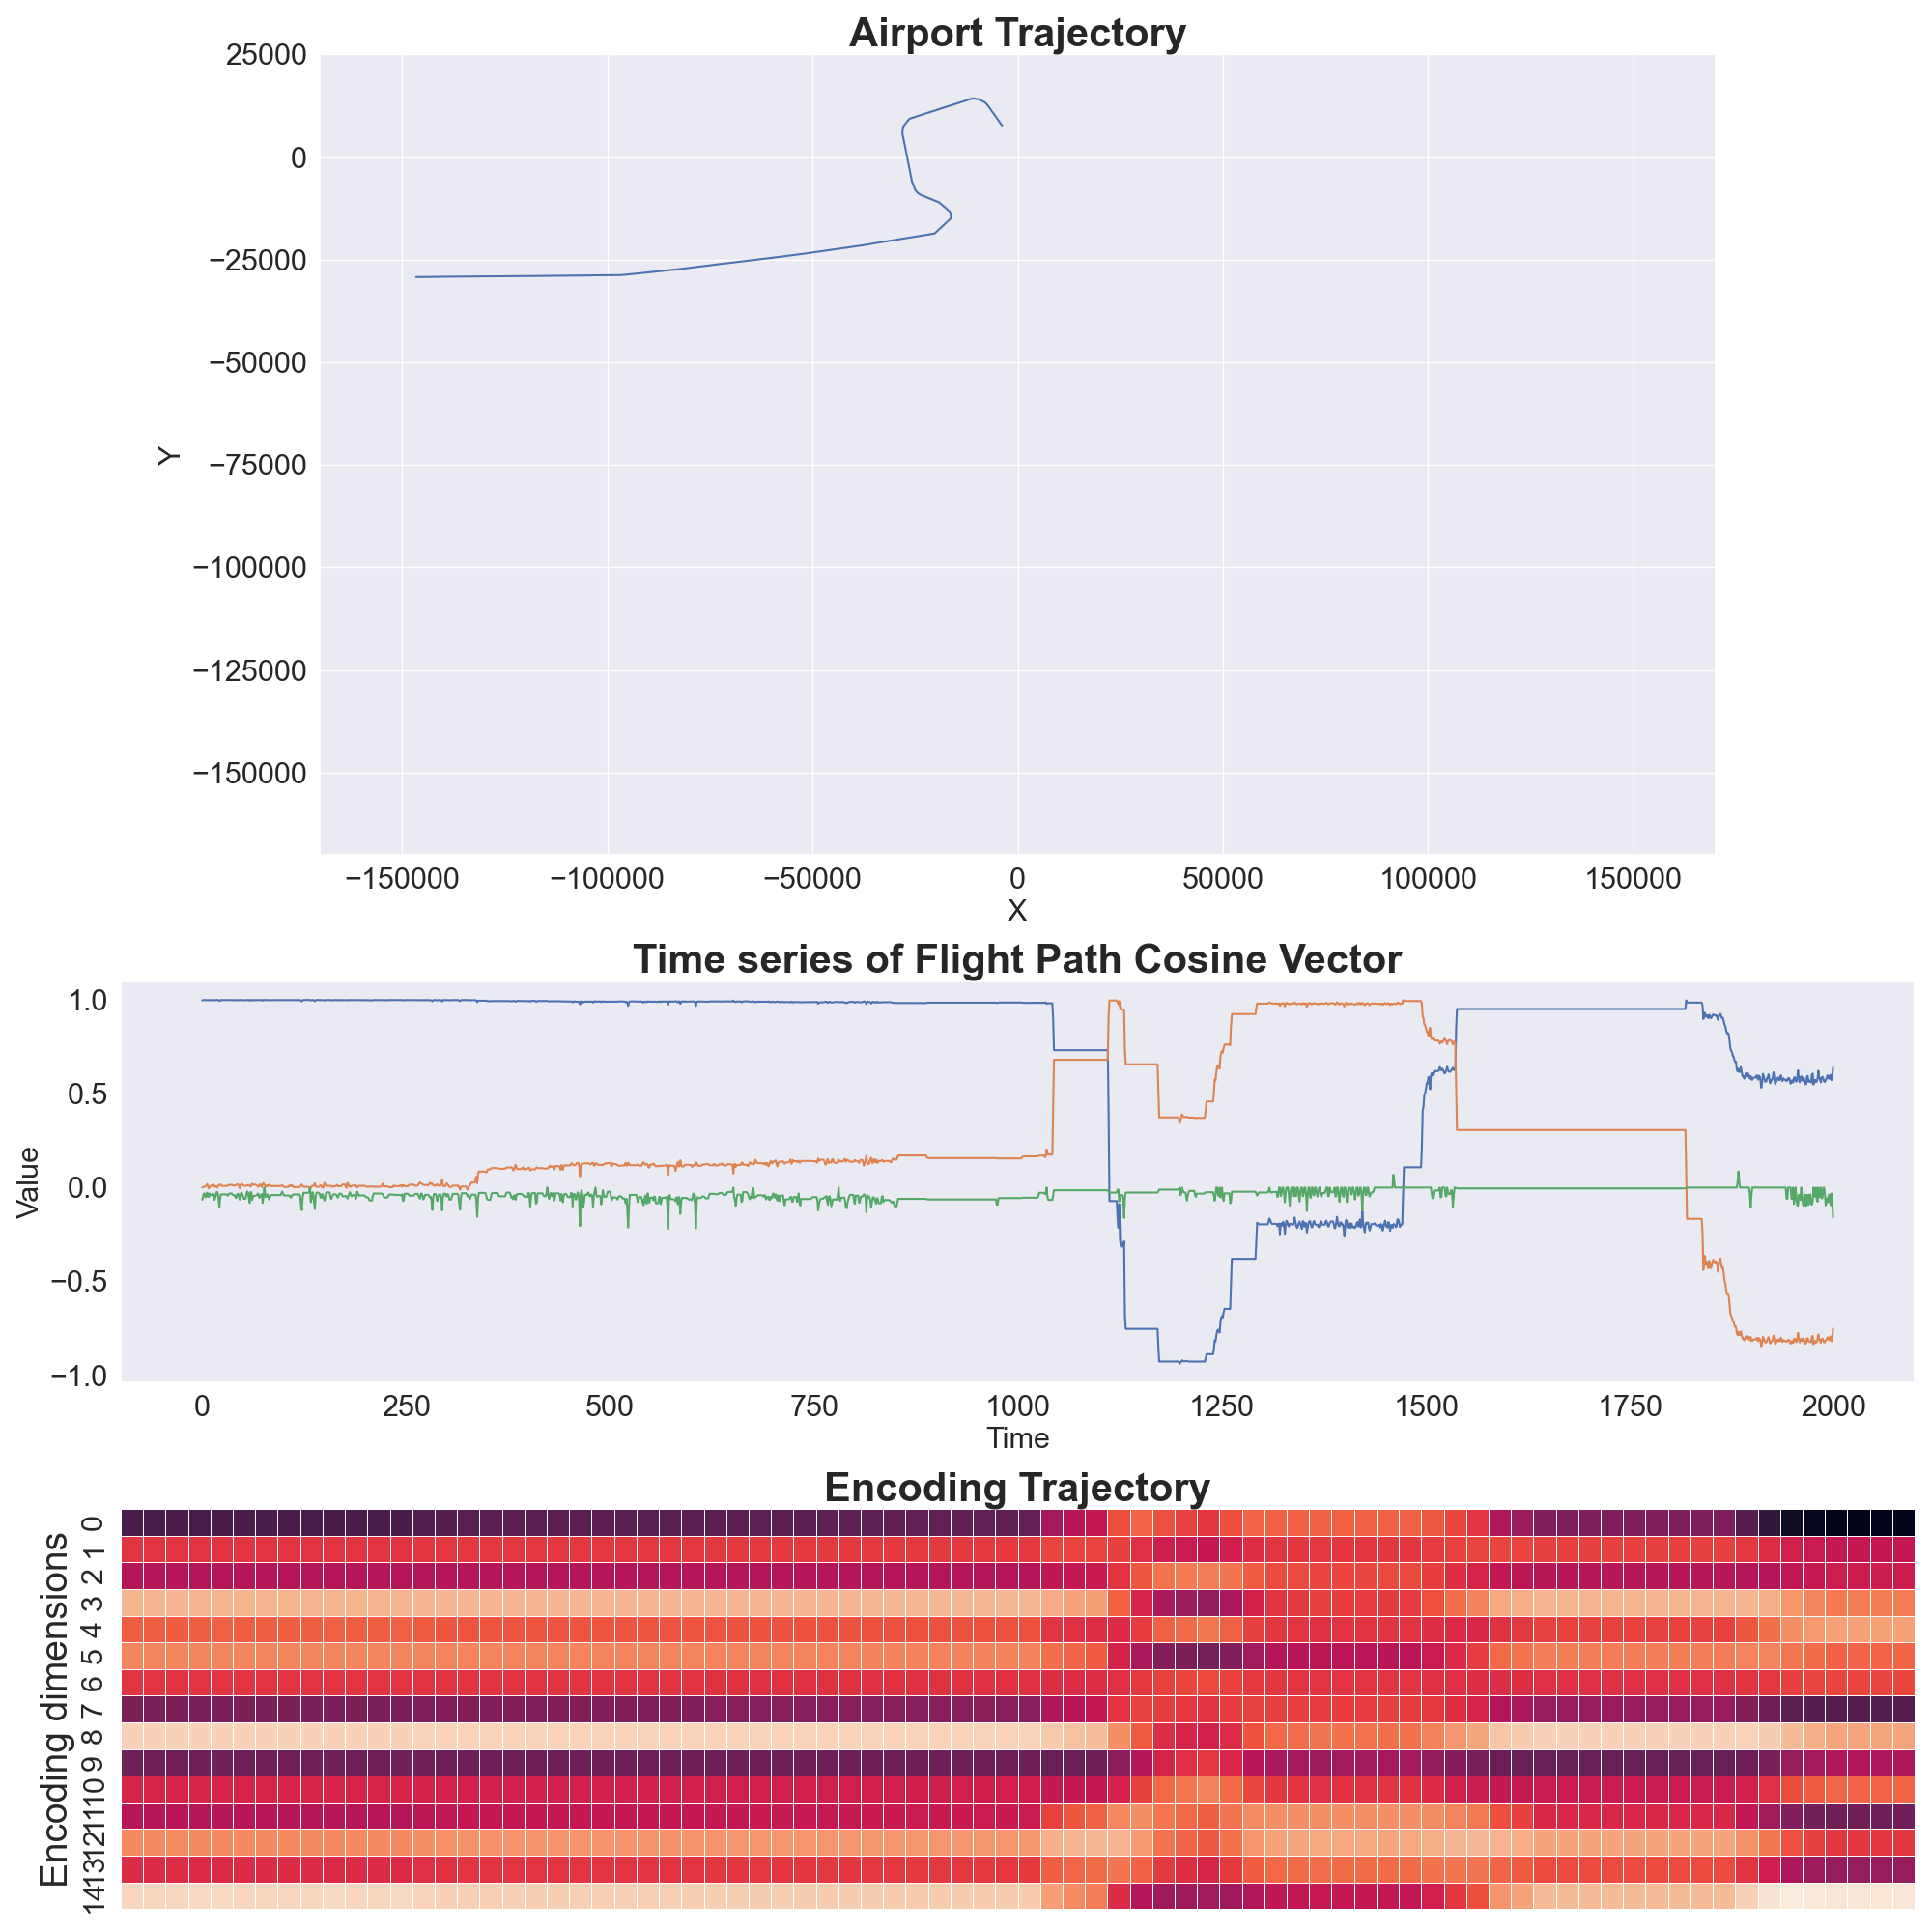 Airport Trajectory
25000
0
−25000
−50000
−75000
−100000
−125000
−150000
Y
−150000 −100000 −50000 0 50000 100000 150000
X
Time series of Flight Path Cosine Vector
1.0
0.5
0.0
−0.5
−1.0
Value
0 250 500 750 1000 1250 1500 1750 2000
Time
Encoding Trajectory
Encoding dimensions
0
1
2
3
4
5
6
7
8
9
10
11
12
13
14